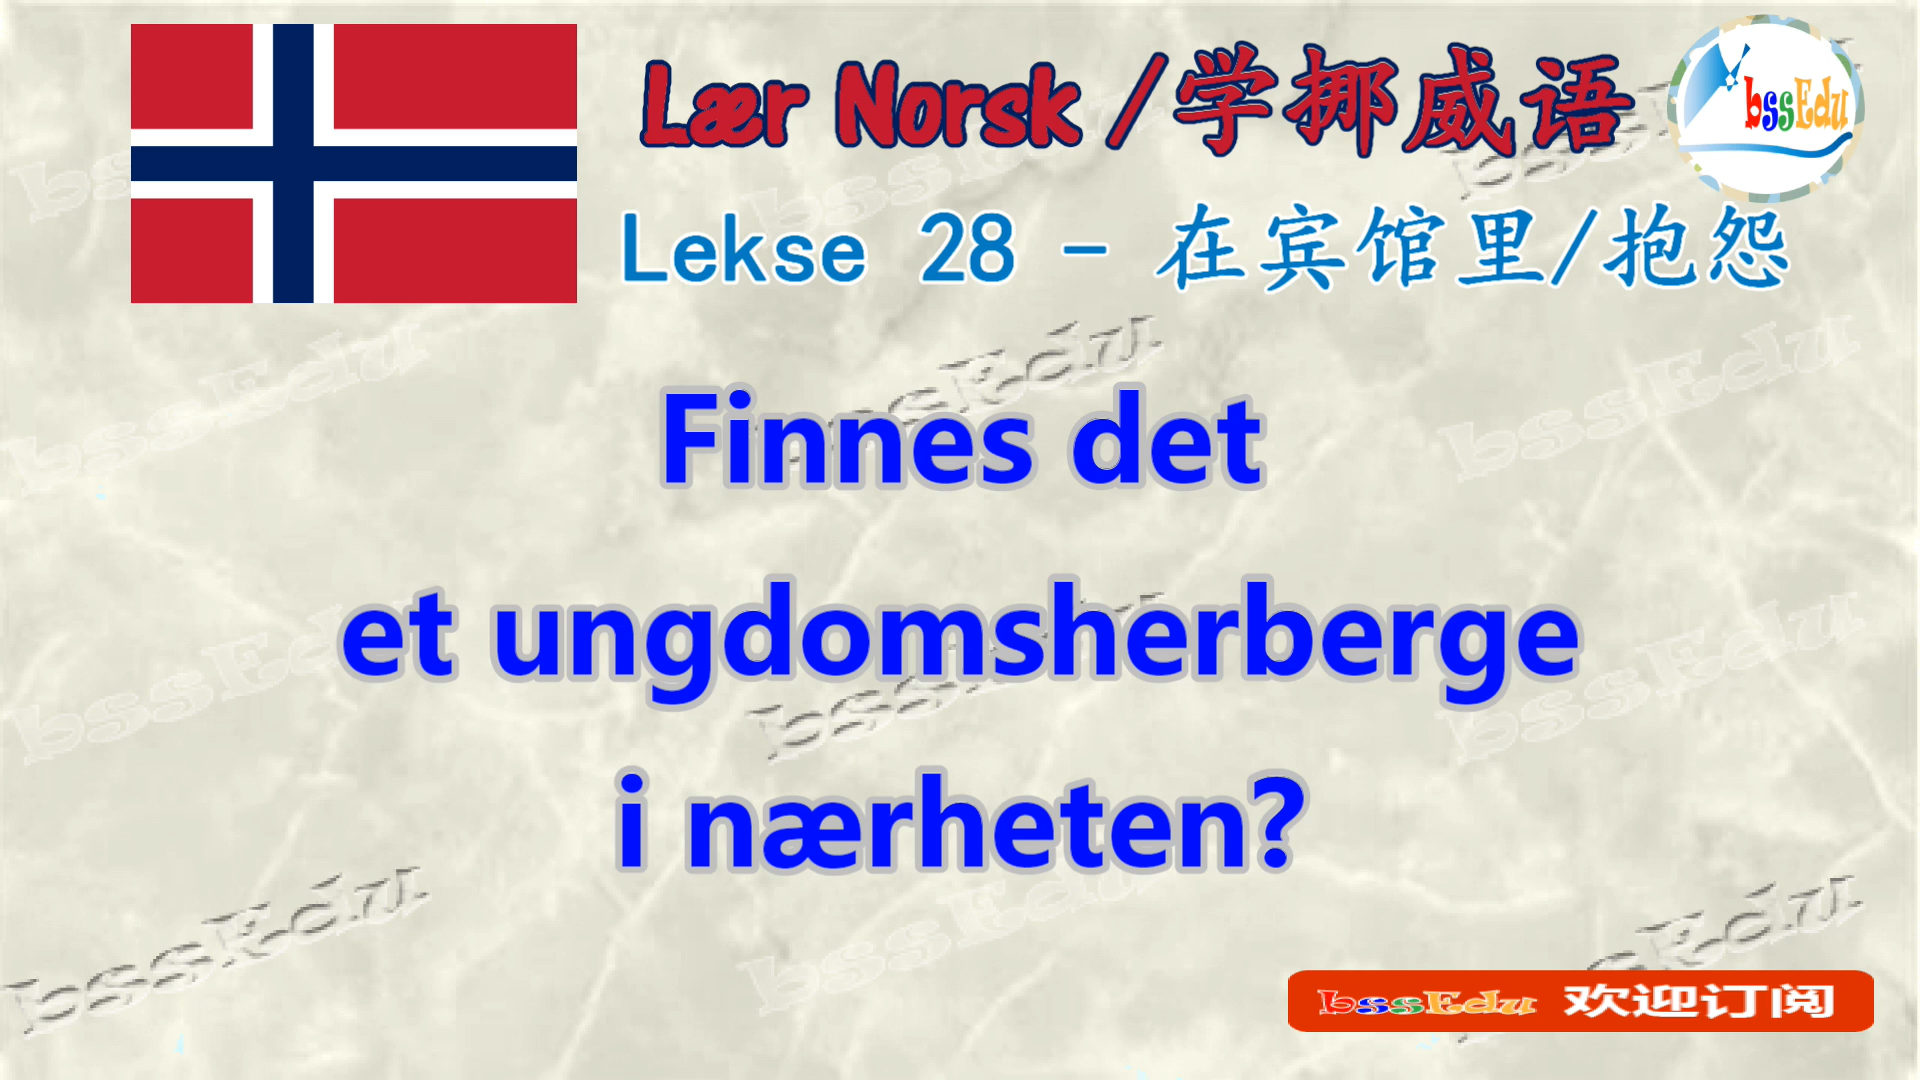 Lær Norsk /学挪威语
bssEdu
Lekse 28 - 在宾馆里/抱怨
Finnes det
et ungdomsherberge
i nærheten?
bssEdu 欢迎订阅